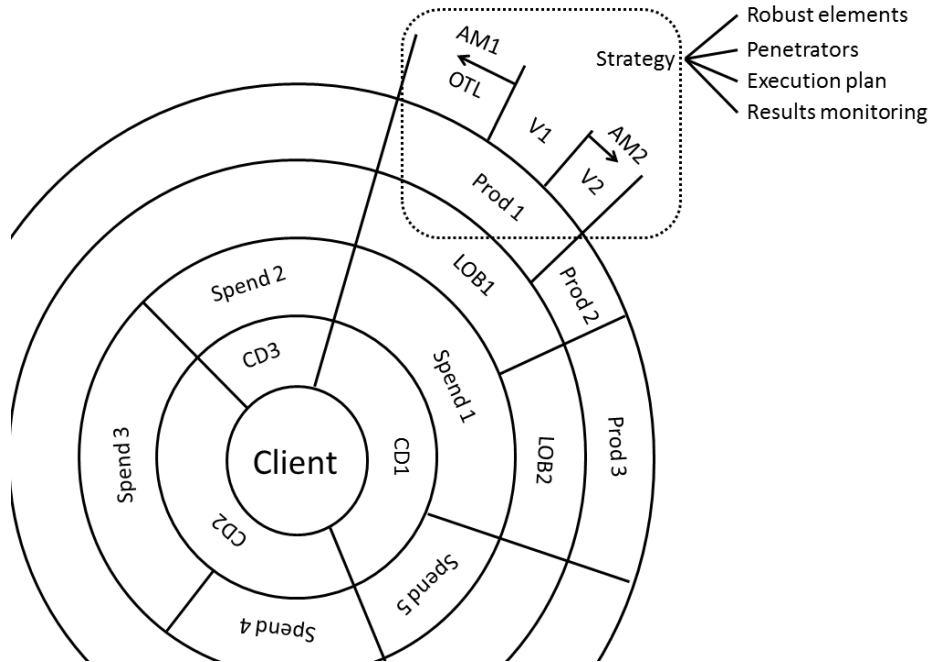 Robust elements
Penetrators
Execution plan
Results monitoring
Strategy
AM1
OTL
V1
AM2
V2
Prod 1
Prod 2
Prod 3
LOB1
LOB2
Spend 2
Spend 1
Spend 3
Spend 5
Spend 4
CD3
CD1
CD2
Client